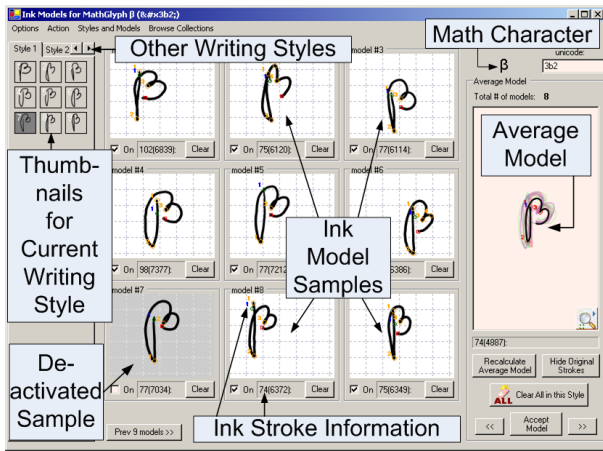 Ink Models for MathGlyph β (&#x3b2;)
Options Action Styles and Models Browse Collections
Style 1 Style 2
Other Writing Styles
Math Character
unicode:
β
3b2
model #3
On 102(6839): Clear
On 75(6120): Clear
On 77(6114): Clear
Average Model
Total # of models: 8
Average
Model
Thumb-
nails
for
Current
Writing
Style
model #4
model #5
model #6
On 98(7377): Clear
On 77(7212
6386): Clear
Ink
Model
Samples
model #7
model #8
On 77(7034) Clear
On 74(6372): Clear
On 75(6349): Clear
De-
activated
Sample
Ink Stroke Information
Prev 9 models >>
74(4887):
Recalculate
Average Model
Hide Original
Strokes
ALL Clear All in this Style
<<
Accept
Model
>>